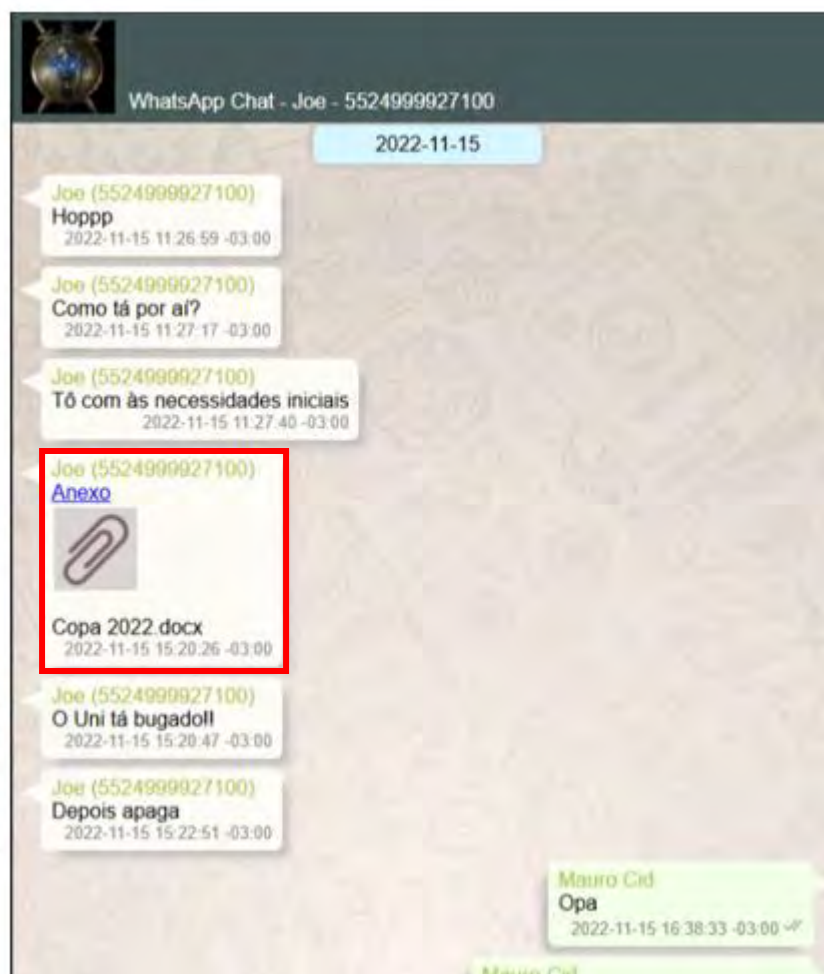 WhatsApp Chat - Joe - 5524999927100
2022-11-15
Joe (5524999927100)
Hoppp
2022-11-15 11:26:59 -03:00
Joe (5524999927100)
Como tá por aí?
2022-11-15 11:27:17 -03:00
Joe (5524999927100)
Tô com às necessidades iniciais
2022-11-15 11:27:40 -03:00
Joe (5524999927100)
Anexo
Copa 2022.docx
2022-11-15 15:20:26 -03:00
Joe (5524999927100)
O Uni tá bugado!!
2022-11-15 15:20:47 -03:00
Joe (5524999927100)
Depois apaga
2022-11-15 15:22:51 -03:00
Mauro Cid
Opa
2022-11-15 16:38:33 -03:00
Mauro Cid